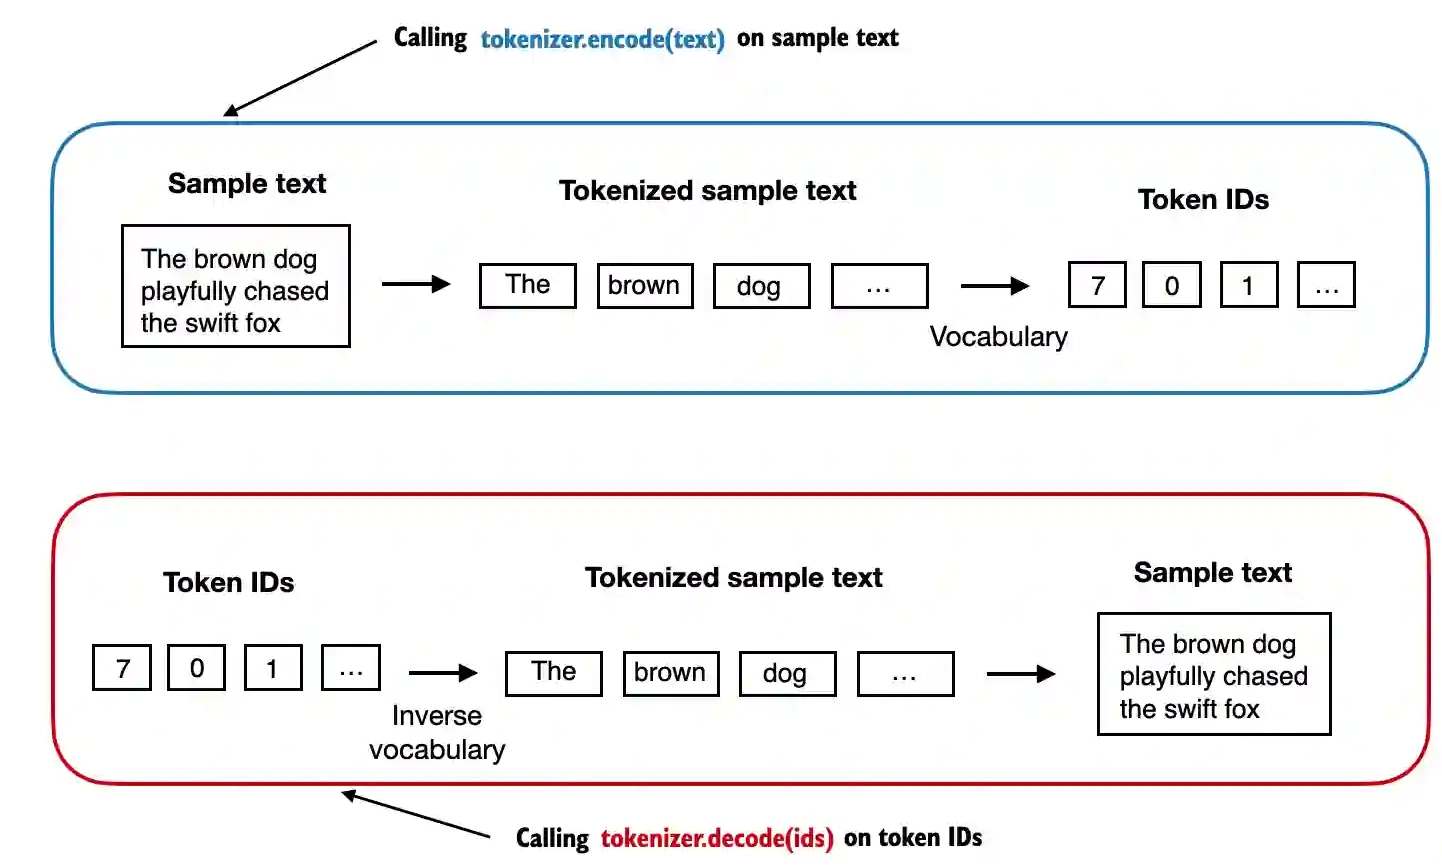 Calling tokenizer.encode(text) on sample text
Sample text
Tokenized sample text
Token IDs
The brown dog
playfully chased
the swift fox
The brown dog ...
7 0 1 ...
Vocabulary
Token IDs
Tokenized sample text
Sample text
7 0 1 ...
The brown dog ...
The brown dog
playfully chased
the swift fox
Inverse
vocabulary
Calling tokenizer.decode(ids) on token IDs